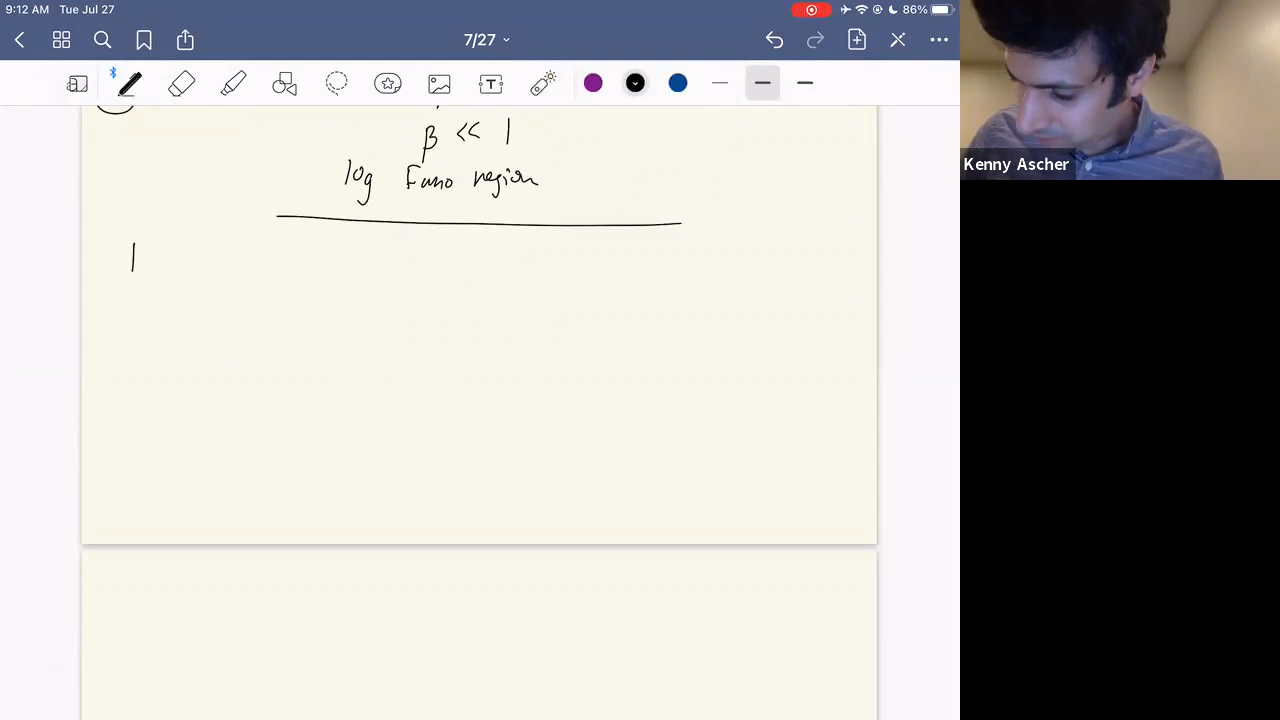 9:12 AM Tue Jul 27
86%
7/27
β << 1
log Fano region
|
Kenny Ascher